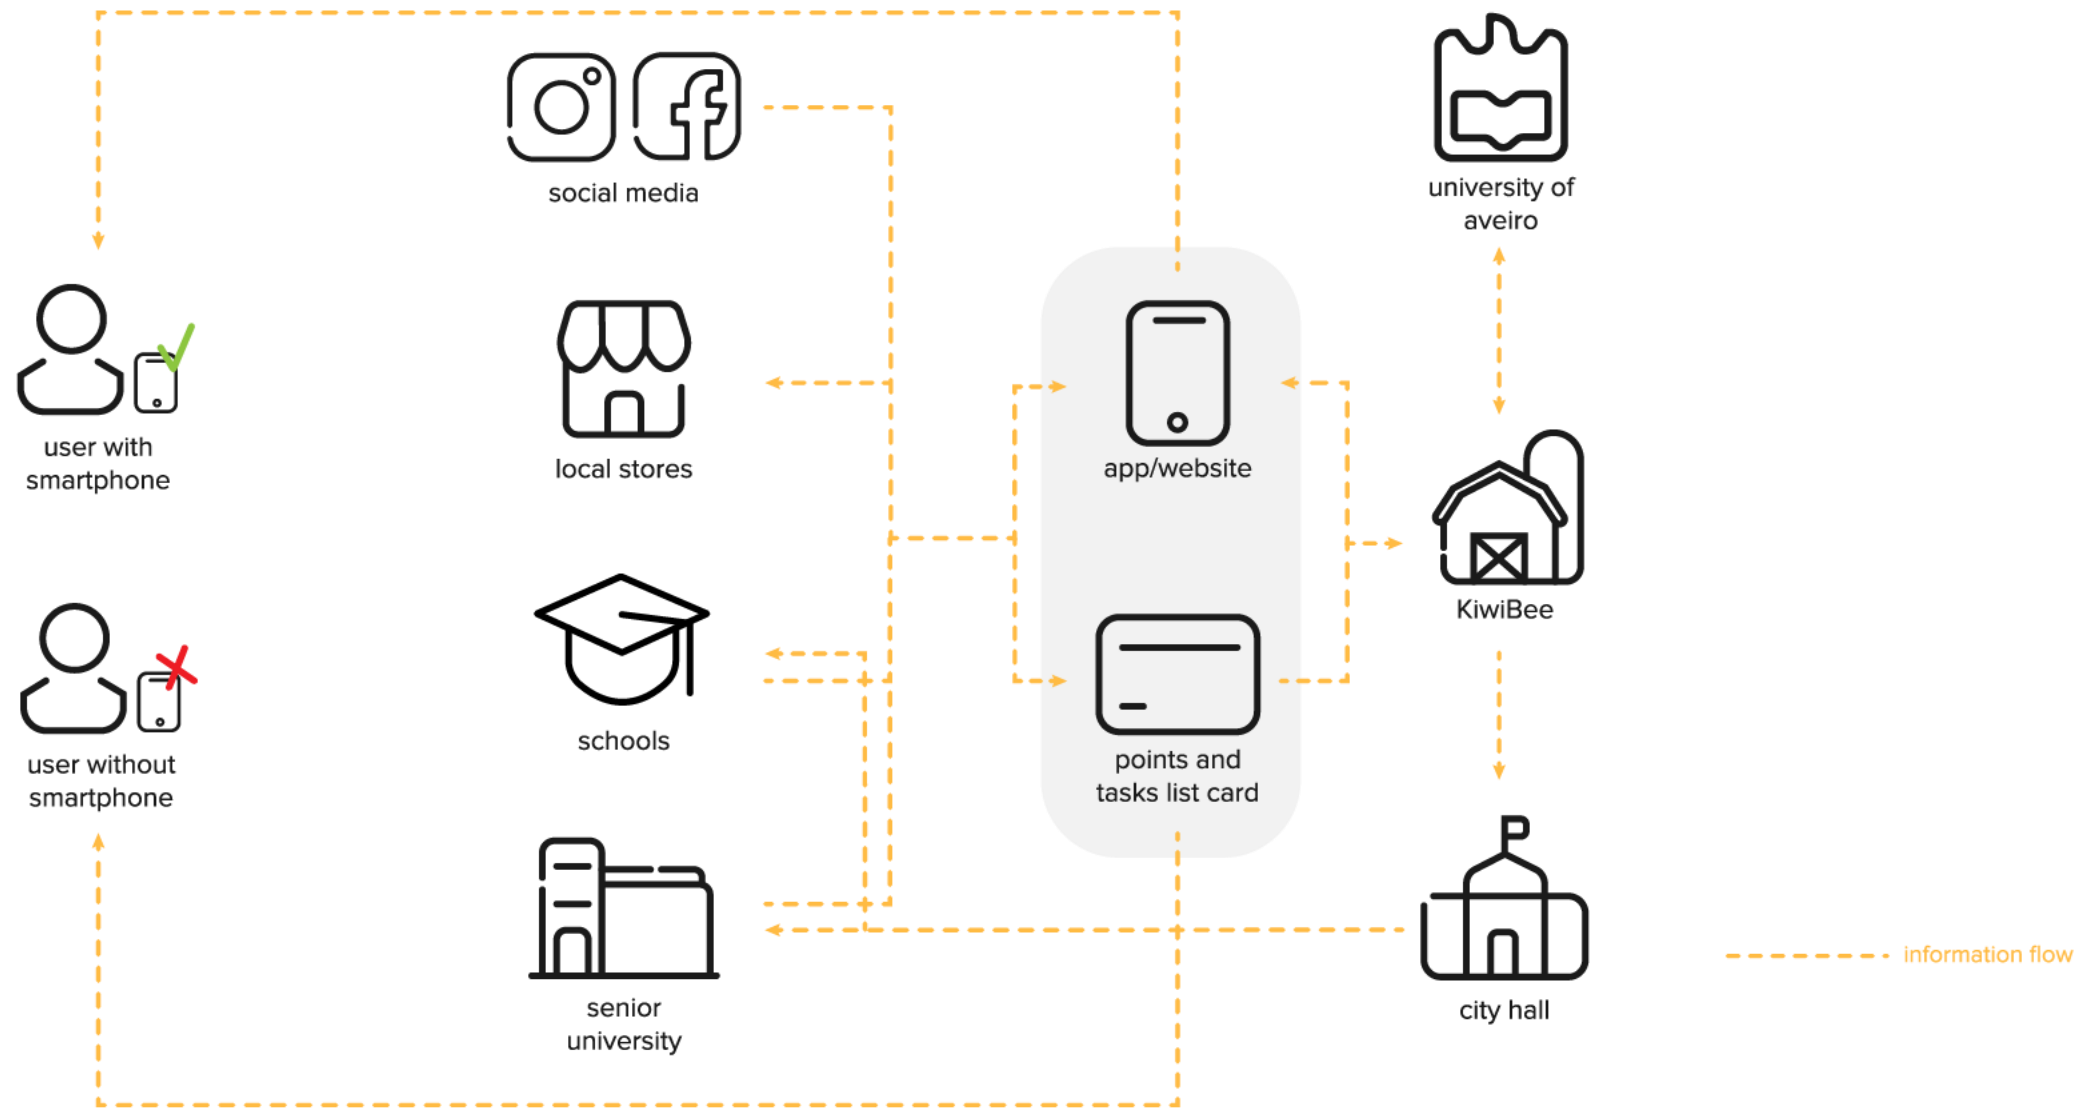 social media
university of
aveiro
user with
smartphone
local stores
app/website
KiwiBee
user without
smartphone
schools
points and
tasks list card
senior
university
city hall
information flow